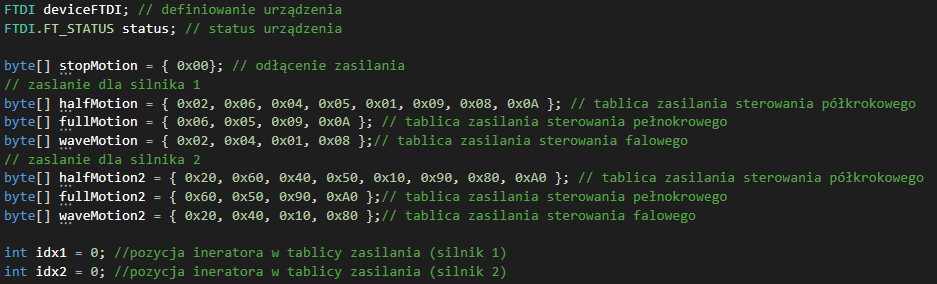 FTDI deviceFTDI; // definiowanie urządzenia
FTDI.FT_STATUS status; // status urządzenia
byte[] stopMotion = { 0x00}; // odłącenie zasilania
// zaslanie dla silnika 1
byte[] halfMotion = { 0x02, 0x06, 0x04, 0x05, 0x01, 0x09, 0x08, 0x0A }; // tablica zasilania sterowania półkrokowego
byte[] fullMotion = { 0x06, 0x05, 0x09, 0x0A }; // tablica zasilania sterowania pełnokrowego
byte[] waveMotion = { 0x02, 0x04, 0x01, 0x08 };// tablica zasilania sterowania falowego
// zaslanie dla silnika 2
byte[] halfMotion2 = { 0x20, 0x60, 0x40, 0x50, 0x10, 0x90, 0x80, 0xA0 }; // tablica zasilania sterowania półkrokowego
byte[] fullMotion2 = { 0x60, 0x50, 0x90, 0xA0 };// tablica zasilania sterowania pełnokrowego
byte[] waveMotion2 = { 0x20, 0x40, 0x10, 0x80 };// tablica zasilania sterowania falowego
int idx1 = 0; //pozycja ineratora w tablicy zasilania (silnik 1)
int idx2 = 0; //pozycja ineratora w tablicy zasilania (silnik 2)